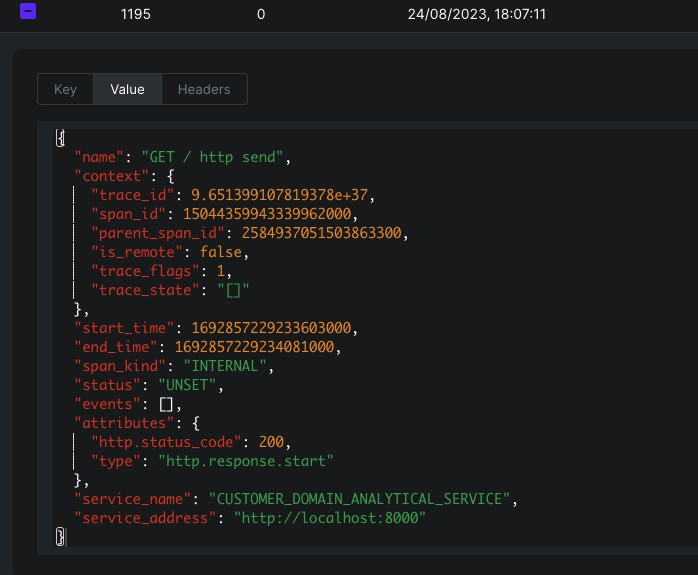 1195 0 24/08/2023, 18:07:11
Key Value Headers
{
"name": "GET / http send",
"context": {
"trace_id": 9.651399107819378e+37,
"span_id": 15044359943339962000,
"parent_span_id": 2584937051503863300,
"is_remote": false,
"trace_flags": 1,
"trace_state": "[]"
},
"start_time": 1692857229233603000,
"end_time": 1692857229234081000,
"span_kind": "INTERNAL",
"status": "UNSET",
"events": [],
"attributes": {
"http.status_code": 200,
"type": "http.response.start"
},
"service_name": "CUSTOMER_DOMAIN_ANALYTICAL_SERVICE",
"service_address": "http://localhost:8000"
}